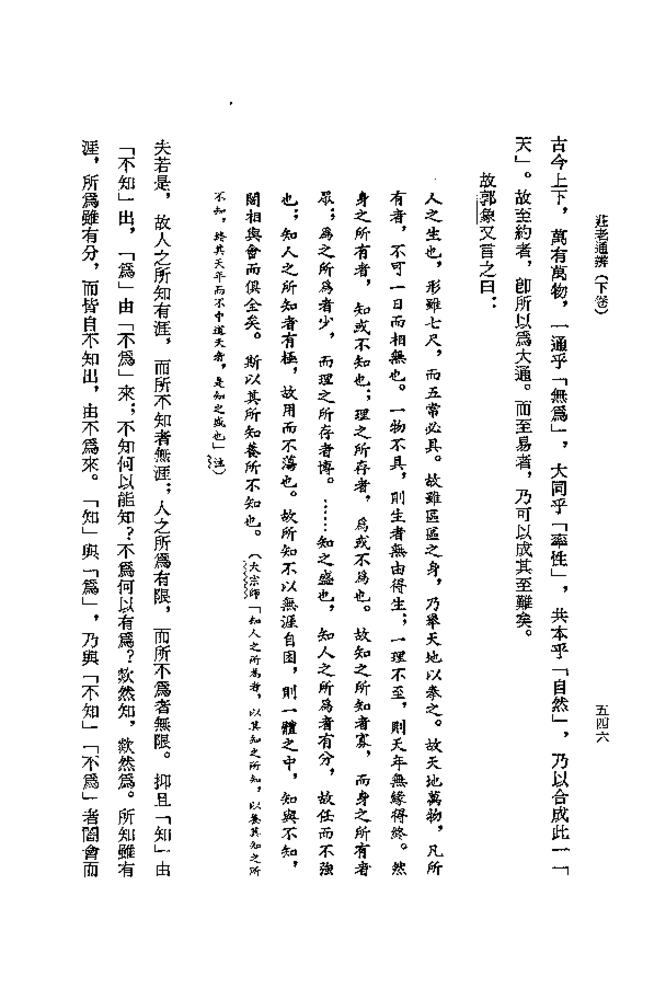 莊老通辨（下卷）
五四六
古今上下，萬有萬物，一通乎「無爲」，大同乎「率性」，共本乎「自然」，乃以合成此一「
天」。故至約者，卽所以爲大通。而至易者，乃可以成其至難矣。
故郭象又言之曰：
人之生也，形雖七尺，而五常必具。故雖區區之身，乃舉天地以奉之。故天地萬物，凡所
有者，不可一日而相無也。一物不具，則生者無由得生；一理不至，則天年無緣得終。然
身之所有者，知或不知也；理之所存者，爲或不爲也。故知之所知者寡，而身之所有者
衆；爲之所爲者少，而理之所存者博。……知之盛也，知人之所爲者有分，故任而不強
也；知人之所知者有極，故用而不蕩也。故所知不以無涯自困，則一體之中，知與不知，
闇相與會而俱全矣。斯以其所知養所不知也。（大宗師「知人之所爲者，以其知之所知，以養其知之所
不知，終其天年而不中道夭者，是知之盛也」注）
夫若是，故人之所知有涯，而所不知者無涯；人之所爲有限，而所不爲者無限。抑且「知」由
「不知」出，「爲」由「不爲」來；不知何以能知？不爲何以有爲？歘然知，歘然爲。所知雖有
涯，所爲雖有分，而皆自不知出，由不爲來。「知」與「爲」，乃與「不知」「不爲」者闇會而